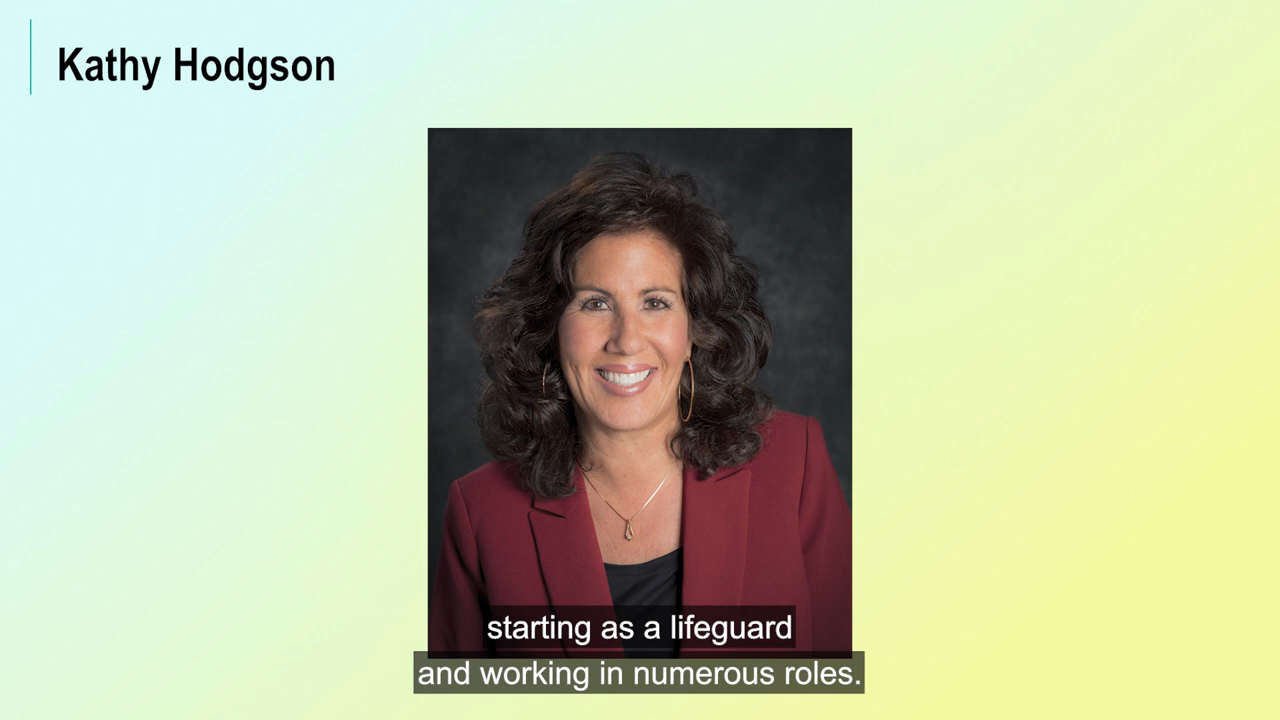 Kathy Hodgson
starting as a lifeguard
and working in numerous roles.